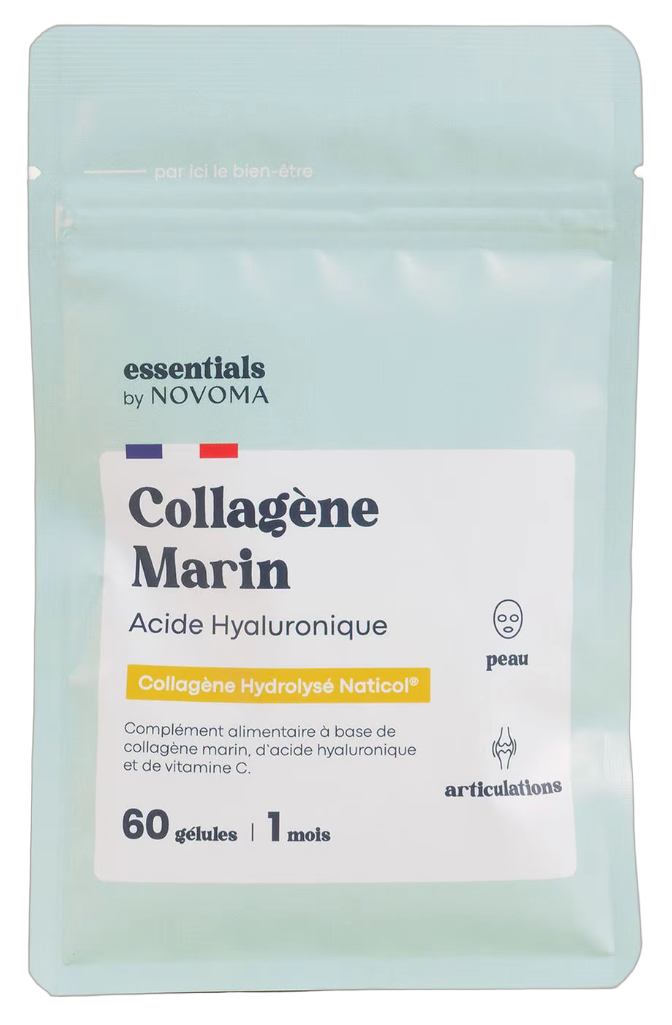 par ici le bien-être
essentials
by NOVOMA
Collagène
Marin
Acide Hyaluronique
Collagène Hydrolysé Naticol®
Complément alimentaire à base de
collagène marin, d'acide hyaluronique
et de vitamine C.
60 gélules | 1 mois
peau
articulations